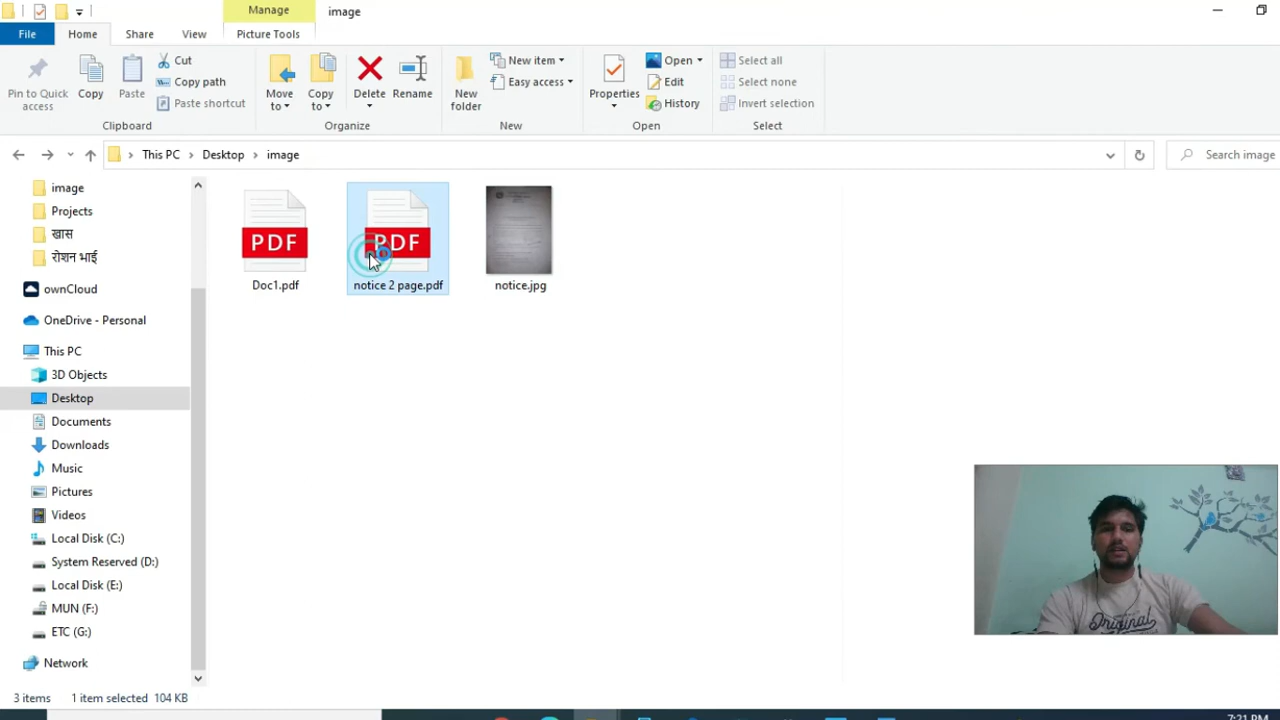 Manage
image
File
Home
Share
View
Picture Tools
Pin to Quick access
Copy
Paste
Cut
Copy path
Paste shortcut
Clipboard
Move to
Copy to
Delete
Rename
Organize
New folder
New item
Easy access
New
Properties
Open
Edit
History
Open
Select all
Select none
Invert selection
Select
This PC > Desktop > image
Search image
image
Projects
खास
रोशन भाई
ownCloud
OneDrive - Personal
This PC
3D Objects
Desktop
Documents
Downloads
Music
Pictures
Videos
Local Disk (C:)
System Reserved (D:)
Local Disk (E:)
MUN (F:)
ETC (G:)
Network
PDF
Doc1.pdf
PDF
notice 2 page.pdf
notice.jpg
Original
3 items
1 item selected 104 KB
7:21 PM